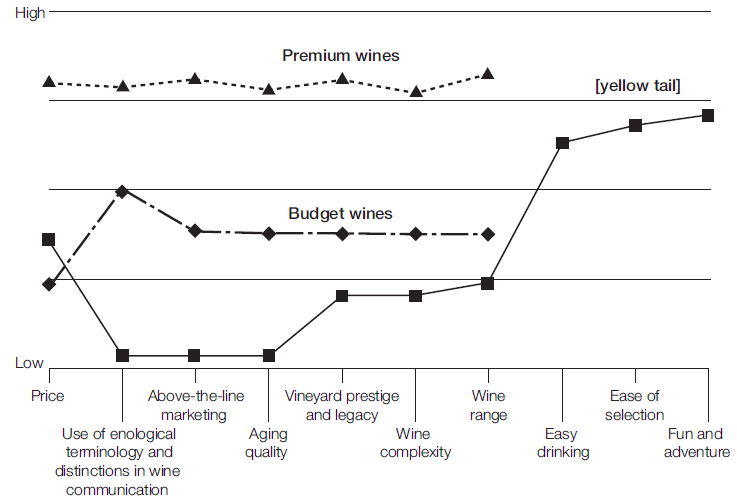 High
Premium wines
[yellow tail]
Budget wines
Low
Price
Use of enological
terminology and
distinctions in wine
communication
Above-the-line
marketing
Aging
quality
Vineyard prestige
and legacy
Wine
complexity
Wine
range
Easy
drinking
Ease of
selection
Fun and
adventure